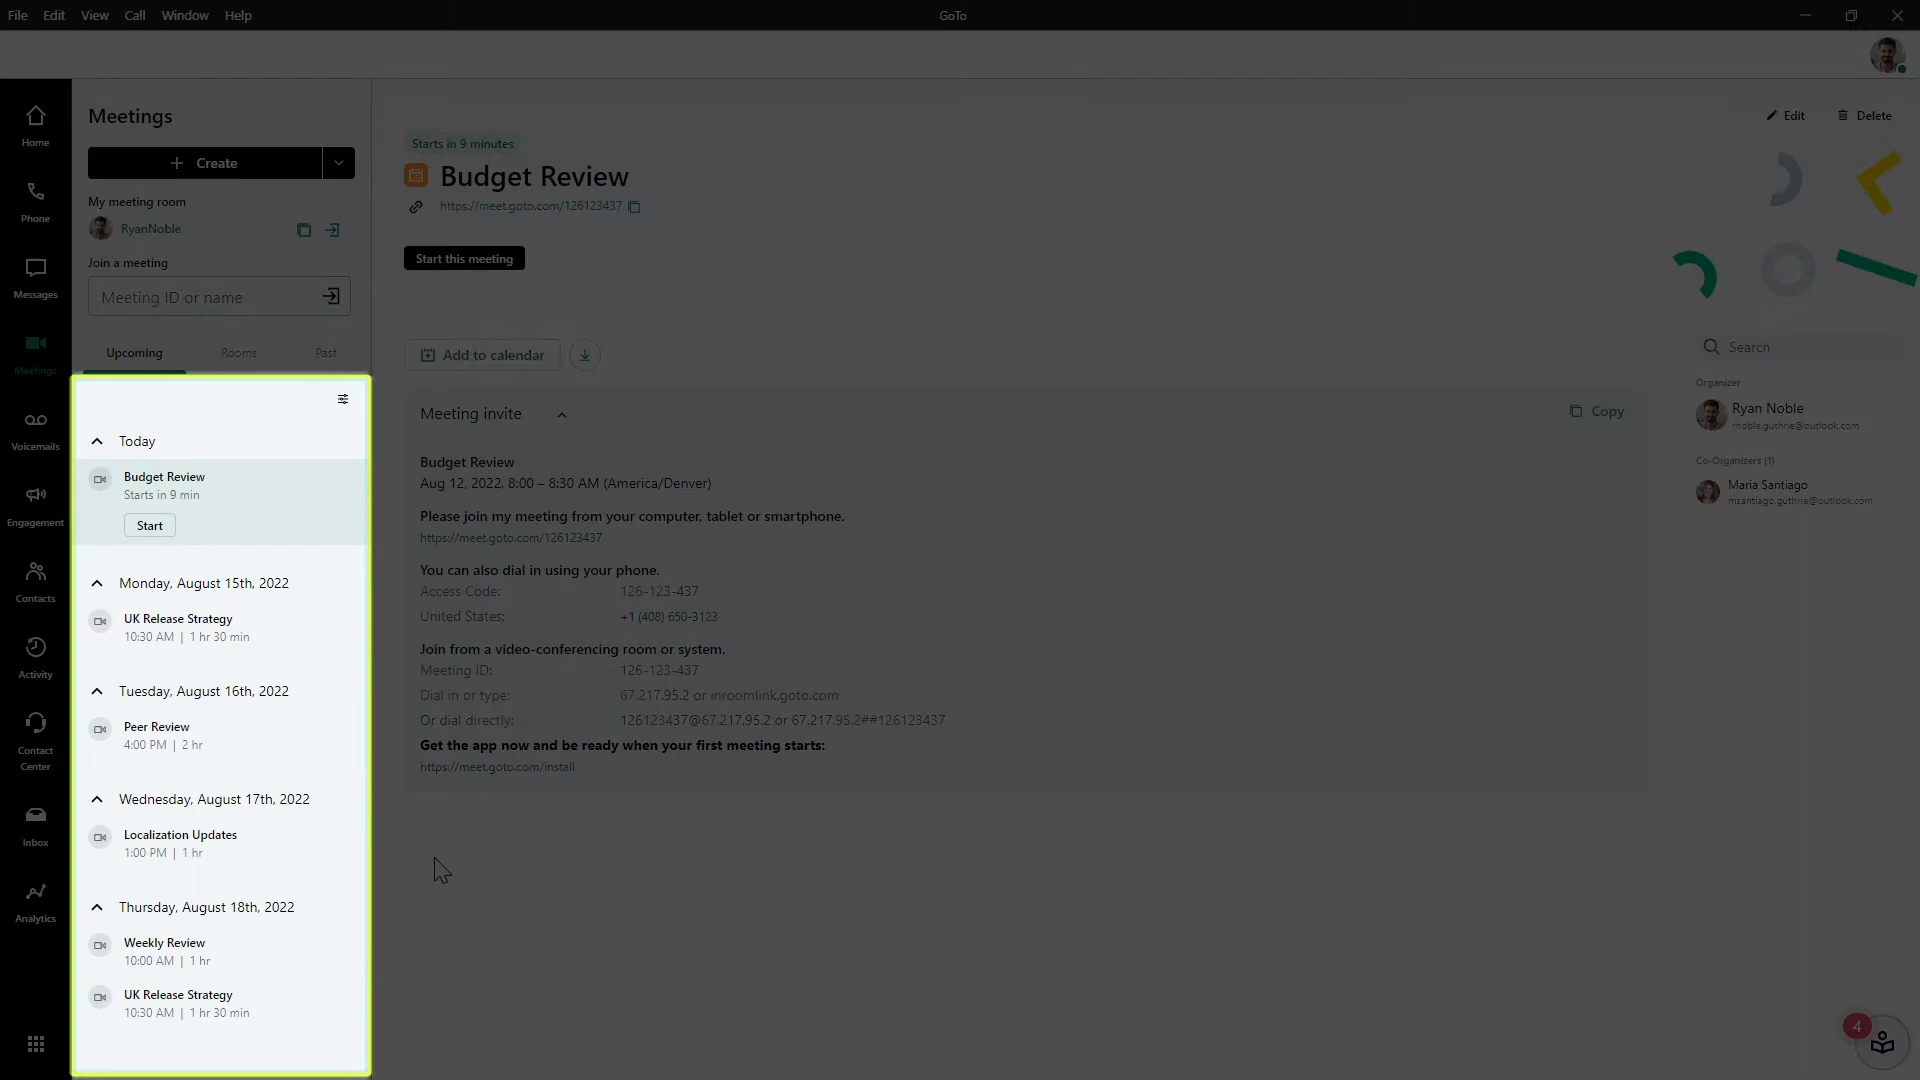 File Edit View Call Window Help
GoTo
Home
Phone
Messages
Meetings
Voicemails
Engagement
Contacts
Activity
Contact
Center
Inbox
Analytics
Meetings
Create
My meeting room
RyanNoble
Join a meeting
Meeting ID or name
Upcoming Rooms Past
Today
Budget Review
Starts in 9 min
Start
Monday, August 15th, 2022
UK Release Strategy
10:30 AM | 1 hr 30 min
Tuesday, August 16th, 2022
Peer Review
4:00 PM | 2 hr
Wednesday, August 17th, 2022
Localization Updates
1:00 PM | 1 hr
Thursday, August 18th, 2022
Weekly Review
10:00 AM | 1 hr
UK Release Strategy
10:30 AM | 1 hr 30 min
Edit Delete
Starts in 9 minutes
Budget Review
https://meet.goto.com/126123437
Start this meeting
Add to calendar
Meeting invite
Copy
Budget Review
Aug 12, 2022, 8:00 – 8:30 AM (America/Denver)
Please join my meeting from your computer, tablet or smartphone.
https://meet.goto.com/126123437
You can also dial in using your phone.
Access Code: 126-123-437
United States: +1 (408) 650-3123
Join from a video-conferencing room or system.
Meeting ID: 126-123-437
Dial in or type: 67.217.95.2 or inroomlink.goto.com
Or dial directly: 126123437@67.217.95.2 or 67.217.95.2##126123437
Get the app now and be ready when your first meeting starts:
https://meet.goto.com/install
Search
Organizer
Ryan Noble
rnoble.guthrie@outlook.com
Co-Organizers (1)
Maria Santiago
msantiago.guthrie@outlook.com
4